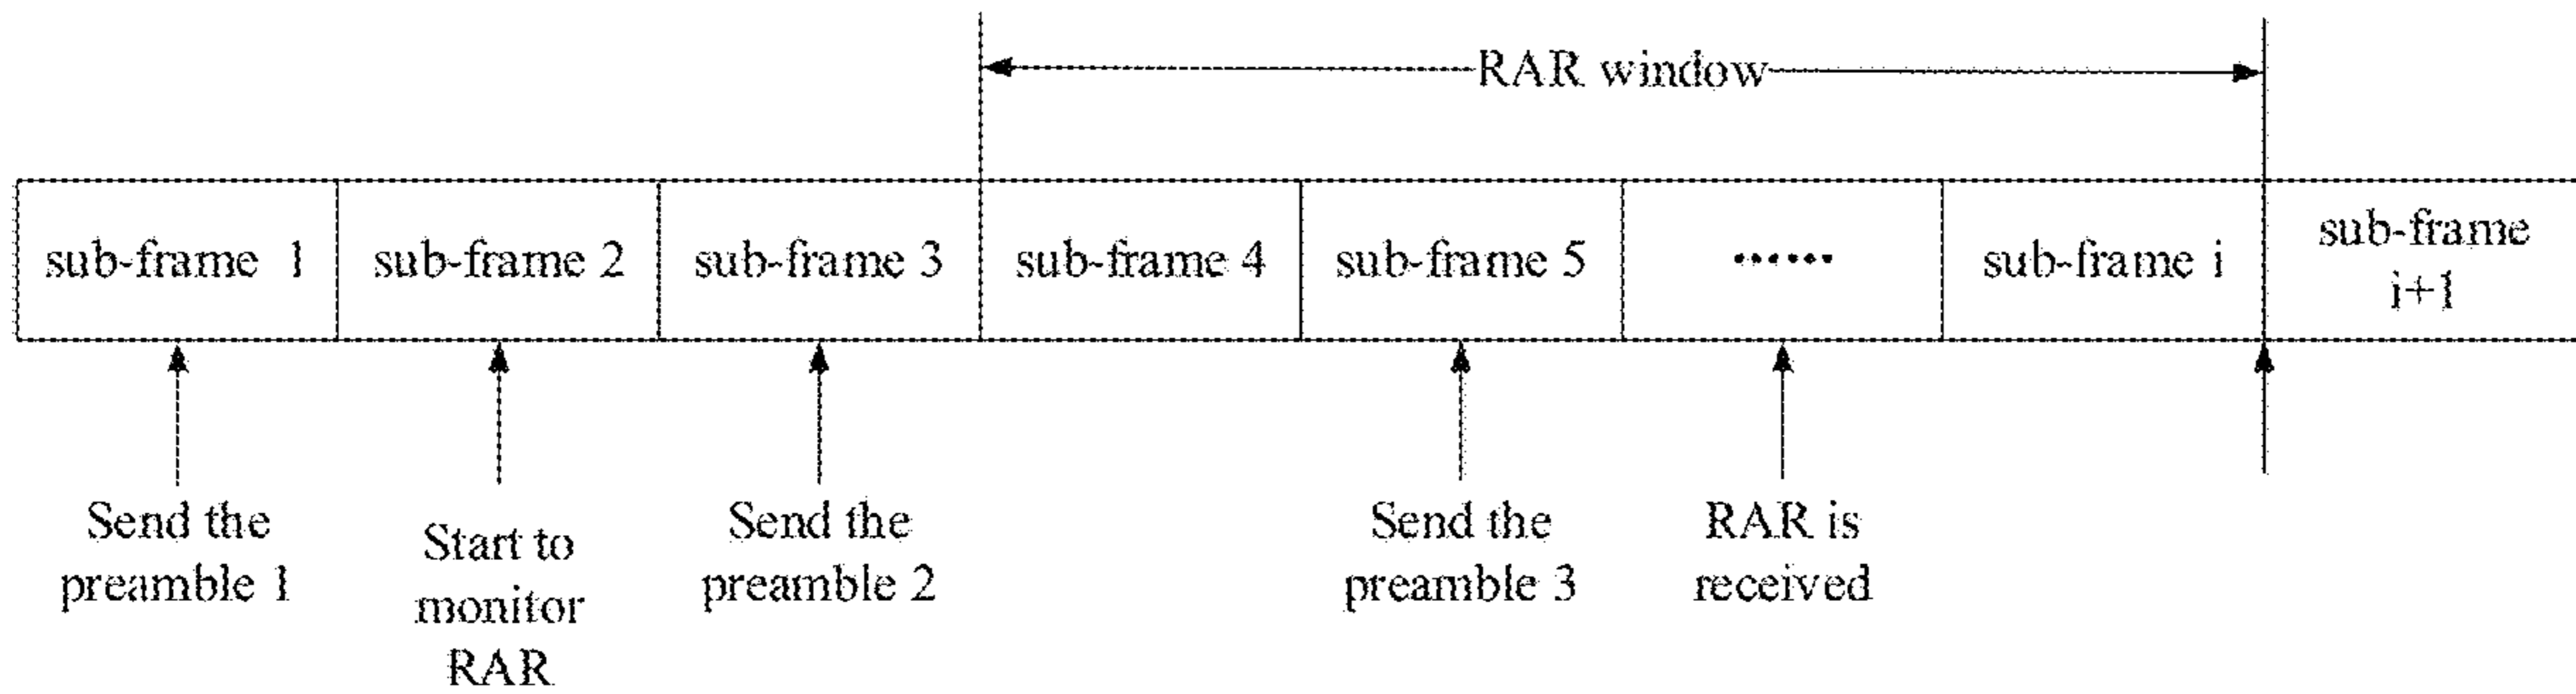 RAR window
sub-frame 1
sub-frame 2
sub-frame 3
sub-frame 4
sub-frame 5
······
sub-frame i
sub-frame
i+1
Send the
preamble 1
Start to
monitor
RAR
Send the
preamble 2
Send the
preamble 3
RAR is
received